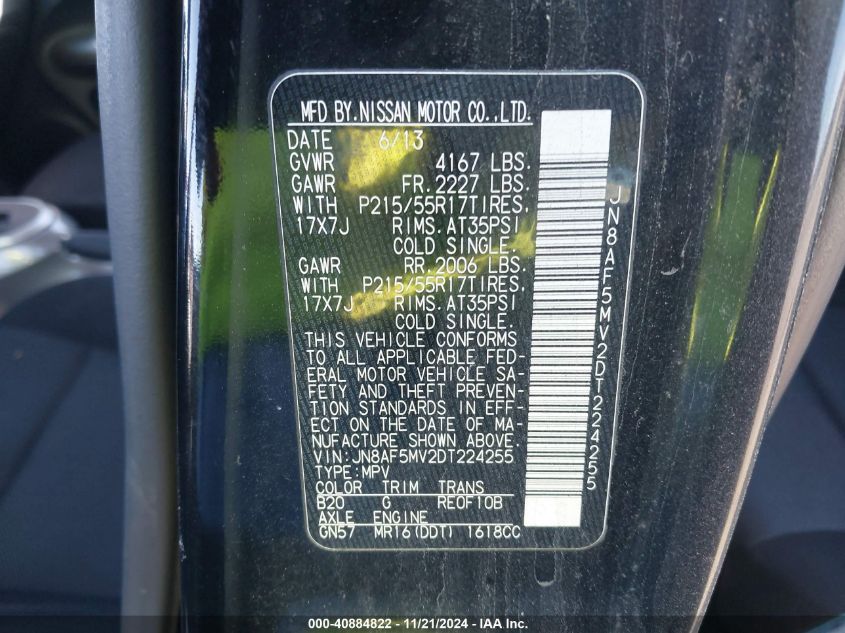 MFD BY.NISSAN MOTOR CO.,LTD.
DATE 6/13
GVWR 4167 LBS.
GAWR FR.2227 LBS.
WITH P215/55R17TIRES.
17X7J RIMS.AT35PSI
COLD SINGLE.
GAWR RR.2006 LBS.
WITH P215/55R17TIRES.
17X7J RIMS.AT35PSI
COLD SINGLE.
THIS VEHICLE CONFORMS
TO ALL APPLICABLE FED-
ERAL MOTOR VEHICLE SA-
FETY AND THEFT PREVEN-
TION STANDARDS IN EFF-
ECT ON THE DATE OF MA-
NUFACTURE SHOWN ABOVE.
VIN:JN8AF5MV2DT224255
TYPE:MPV
COLOR TRIM TRANS
B20 G RE0F10B
AXLE ENGINE
GN57 MR16(DDT) 1618CC
JN8AF5MV2DT224255
000-40884822 - 11/21/2024 - IAA Inc.